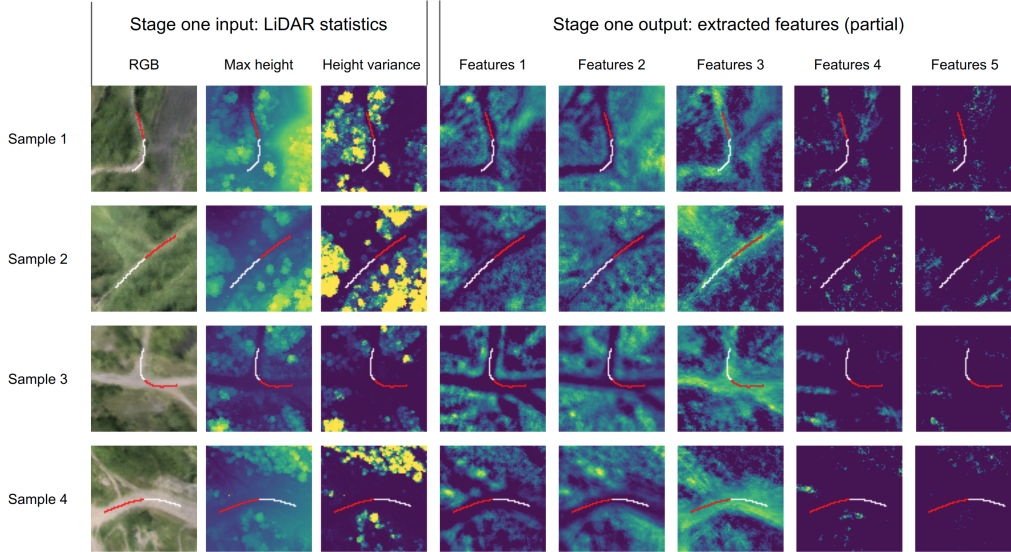 Stage one input: LiDAR statistics
Stage one output: extracted features (partial)
RGB
Max height
Height variance
Features 1
Features 2
Features 3
Features 4
Features 5
Sample 1
Sample 2
Sample 3
Sample 4